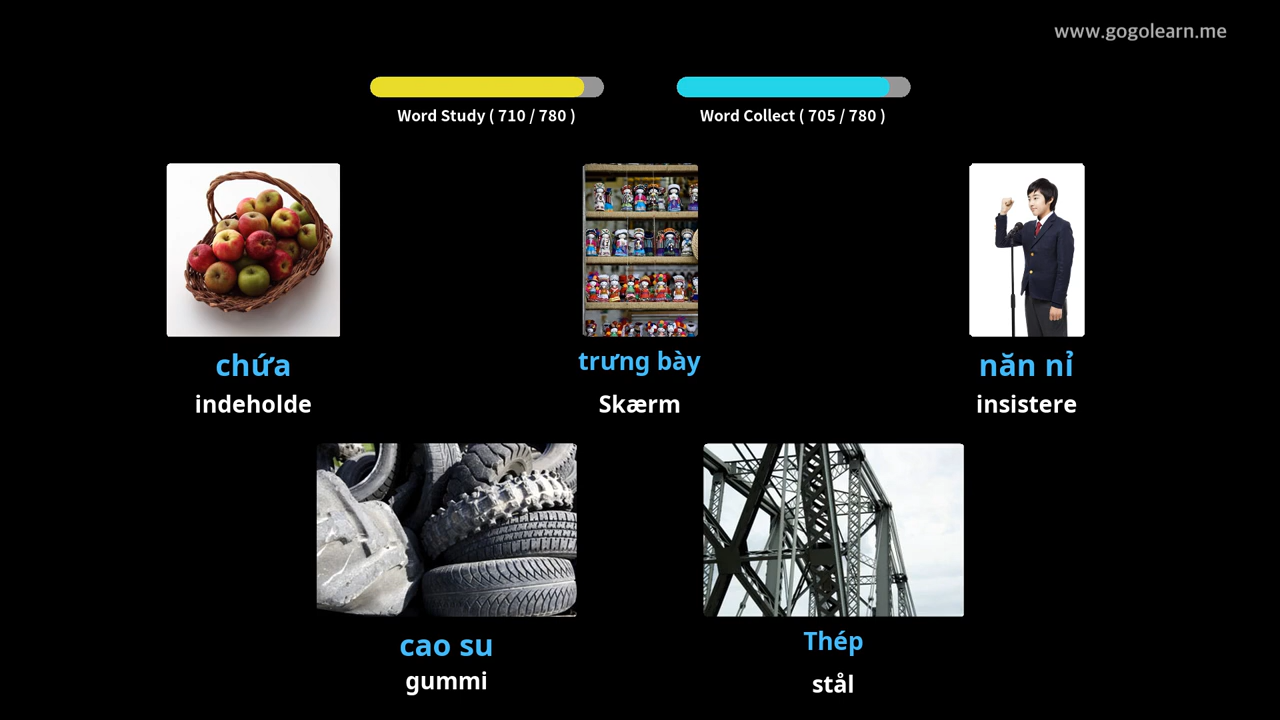 www.gogolearn.me
Word Study ( 710 / 780 )
Word Collect ( 705 / 780 )
chứa
indeholde
trưng bày
Skærm
năn nỉ
insistere
cao su
gummi
Thép
stål